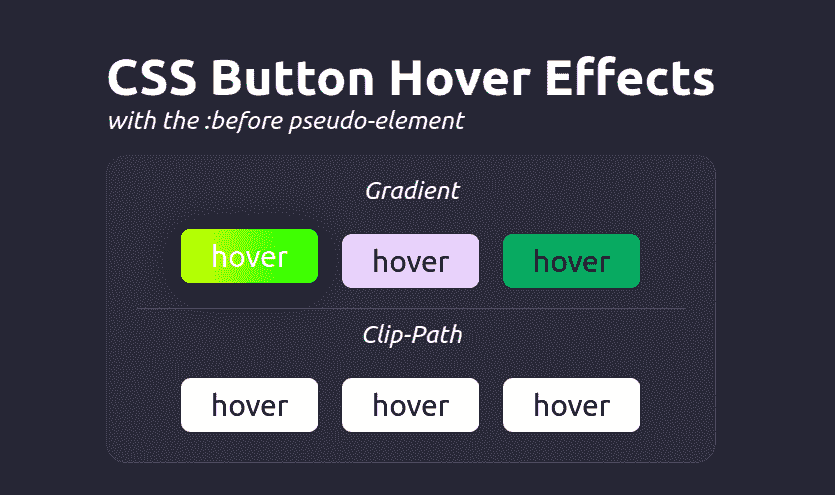 CSS Button Hover Effects
with the :before pseudo-element
Gradient
hover hover hover
Clip-Path
hover hover hover